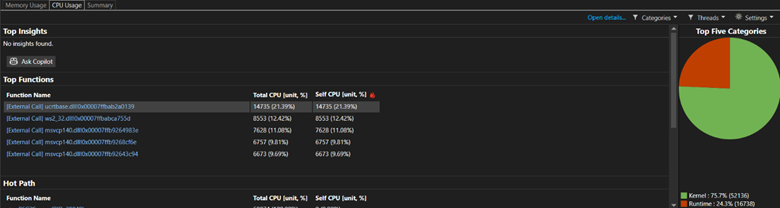 Memory Usage CPU Usage Summary
Open details... Categories Threads Settings
Top Insights
No insights found.
Ask Copilot
Top Functions
Function Name Total CPU [unit, %] Self CPU [unit, %]
[External Call] ucrtbase.dll!0x00007ffbab2a0139 14735 (21.39%) 14735 (21.39%)
[External Call] ws2_32.dll!0x00007ffbabca755d 8553 (12.42%) 8553 (12.42%)
[External Call] msvcp140.dll!0x00007ffb9264983e 7628 (11.08%) 7628 (11.08%)
[External Call] msvcp140.dll!0x00007ffb9268cf6e 6757 (9.81%) 6757 (9.81%)
[External Call] msvcp140.dll!0x00007ffb92643c94 6673 (9.69%) 6673 (9.69%)
Hot Path
Function Name Total CPU [unit, %] Self CPU [unit, %]
Top Five Categories
Kernel : 75.7% (52136)
Runtime : 24.3% (16738)